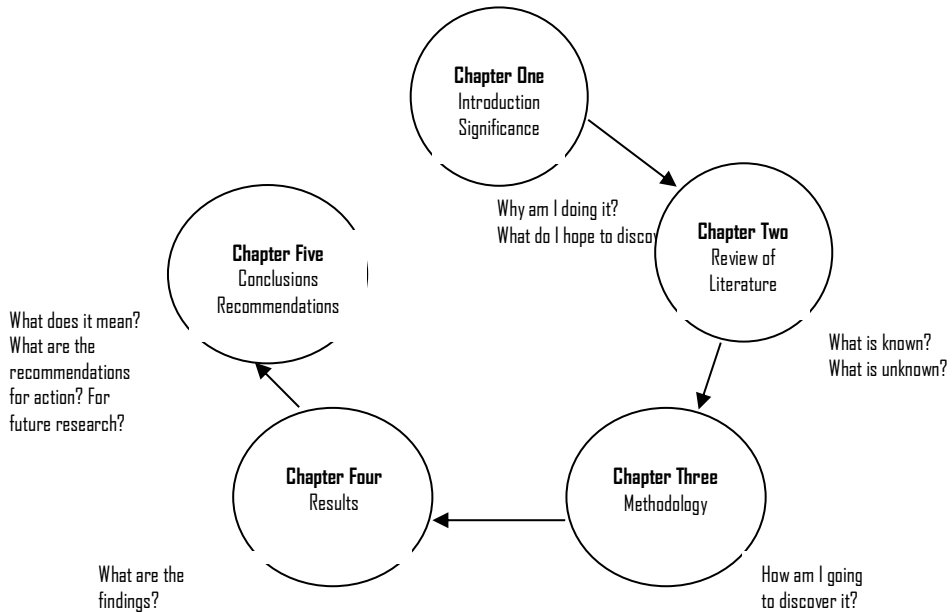 Chapter One
Introduction
Significance
Why am I doing it?
What do I hope to
Chapter Two
Review of
Literature
What is known?
What is unknown?
Chapter Three
Methodology
How am I going
to discover it?
Chapter Four
Results
What are the
findings?
Chapter Five
Conclusions
Recommendations
What does it mean?
What are the
recommendations
for action? For
future research?